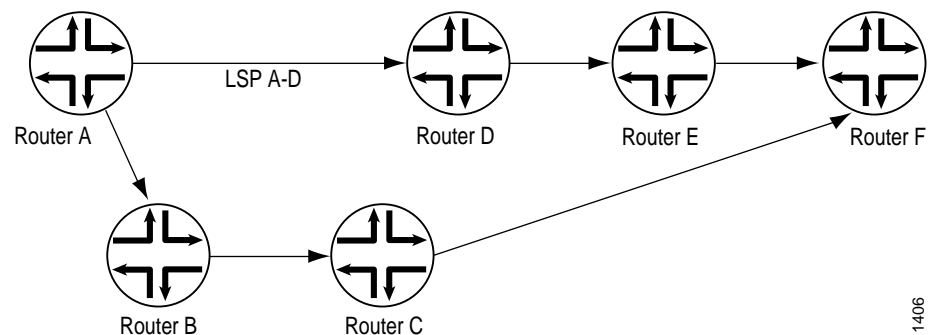 LSP A-D
Router A
Router D
Router E
Router F
Router B
Router C
1406